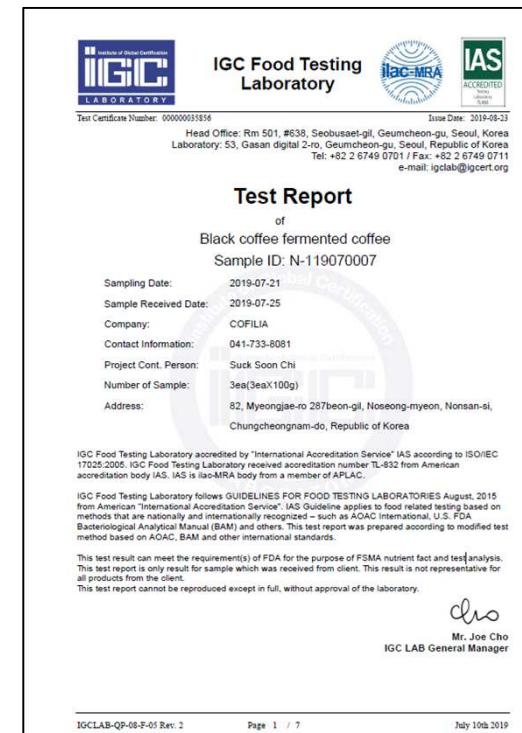 Institute of Global Certification
IGC
LABORATORY
IGC Food Testing
Laboratory
ilac-MRA
IAS
ACCREDITED
Testing
Laboratory
TL-832
Test Certificate Number: 000000035856
Issue Date: 2019-08-23
Head Office: Rm 501, #638, Seobusaet-gil, Geumcheon-gu, Seoul, Korea
Laboratory: 53, Gasan digital 2-ro, Geumcheon-gu, Seoul, Republic of Korea
Tel: +82 2 6749 0701 / Fax: +82 2 6749 0711
e-mail: igclab@igcert.org
Test Report
of
Black coffee fermented coffee
Sample ID: N-119070007
Sampling Date: 2019-07-21
Sample Received Date: 2019-07-25
Company: COFILIA
Contact Information: 041-733-8081
Project Cont. Person: Suck Soon Chi
Number of Sample: 3ea(3eaX100g)
Address: 82, Myeongjae-ro 287beon-gil, Noseong-myeon, Nonsan-si,
Chungcheongnam-do, Republic of Korea
IGC Food Testing Laboratory accredited by "International Accreditation Service" IAS according to ISO/IEC
17025:2005. IGC Food Testing Laboratory received accreditation number TL-832 from American
accreditation body IAS. IAS is ilac-MRA body from a member of APLAC.
IGC Food Testing Laboratory follows GUIDELINES FOR FOOD TESTING LABORATORIES August, 2015
from American "International Accreditation Service". IAS Guideline applies to food related testing based on
methods that are nationally and internationally recognized – such as AOAC International, U.S. FDA
Bacteriological Analytical Manual (BAM) and others. This test report was prepared according to modified test
method based on AOAC, BAM and other international standards.
This test result can meet the requirement(s) of FDA for the purpose of FSMA nutrient fact and test analysis.
This test report is only result for sample which was received from client. This result is not representative for
all products from the client.
This test report cannot be reproduced except in full, without approval of the laboratory.
Cho
Mr. Joe Cho
IGC LAB General Manager
IGCLAB-QP-08-F-05 Rev. 2
Page 1 / 7
July 10th 2019